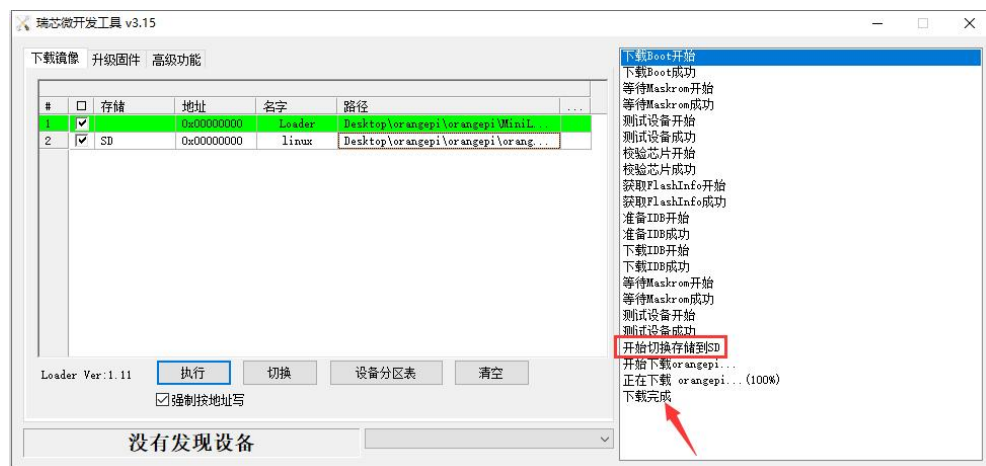 瑞芯微开发工具 v3.15
下载镜像 升级固件 高级功能
# 存储 地址 名字 路径 ...
1 0x00000000 Loader Desktop\orangepi\orangepi\MiniL...
2 SD 0x00000000 linux Desktop\orangepi\orangepi\orang...
Loader Ver:1.11 执行 切换 设备分区表 清空
强制按地址写
没有发现设备
下载Boot开始
下载Boot成功
等待Maskrom开始
等待Maskrom成功
测试设备开始
测试设备成功
校验芯片开始
校验芯片成功
获取FlashInfo开始
获取FlashInfo成功
准备IDB开始
准备IDB成功
下载IDB开始
下载IDB成功
等待Maskrom开始
等待Maskrom成功
测试设备开始
测试设备成功
开始切换存储到SD
开始下载orangepi...
正在下载 orangepi...(100%)
下载完成